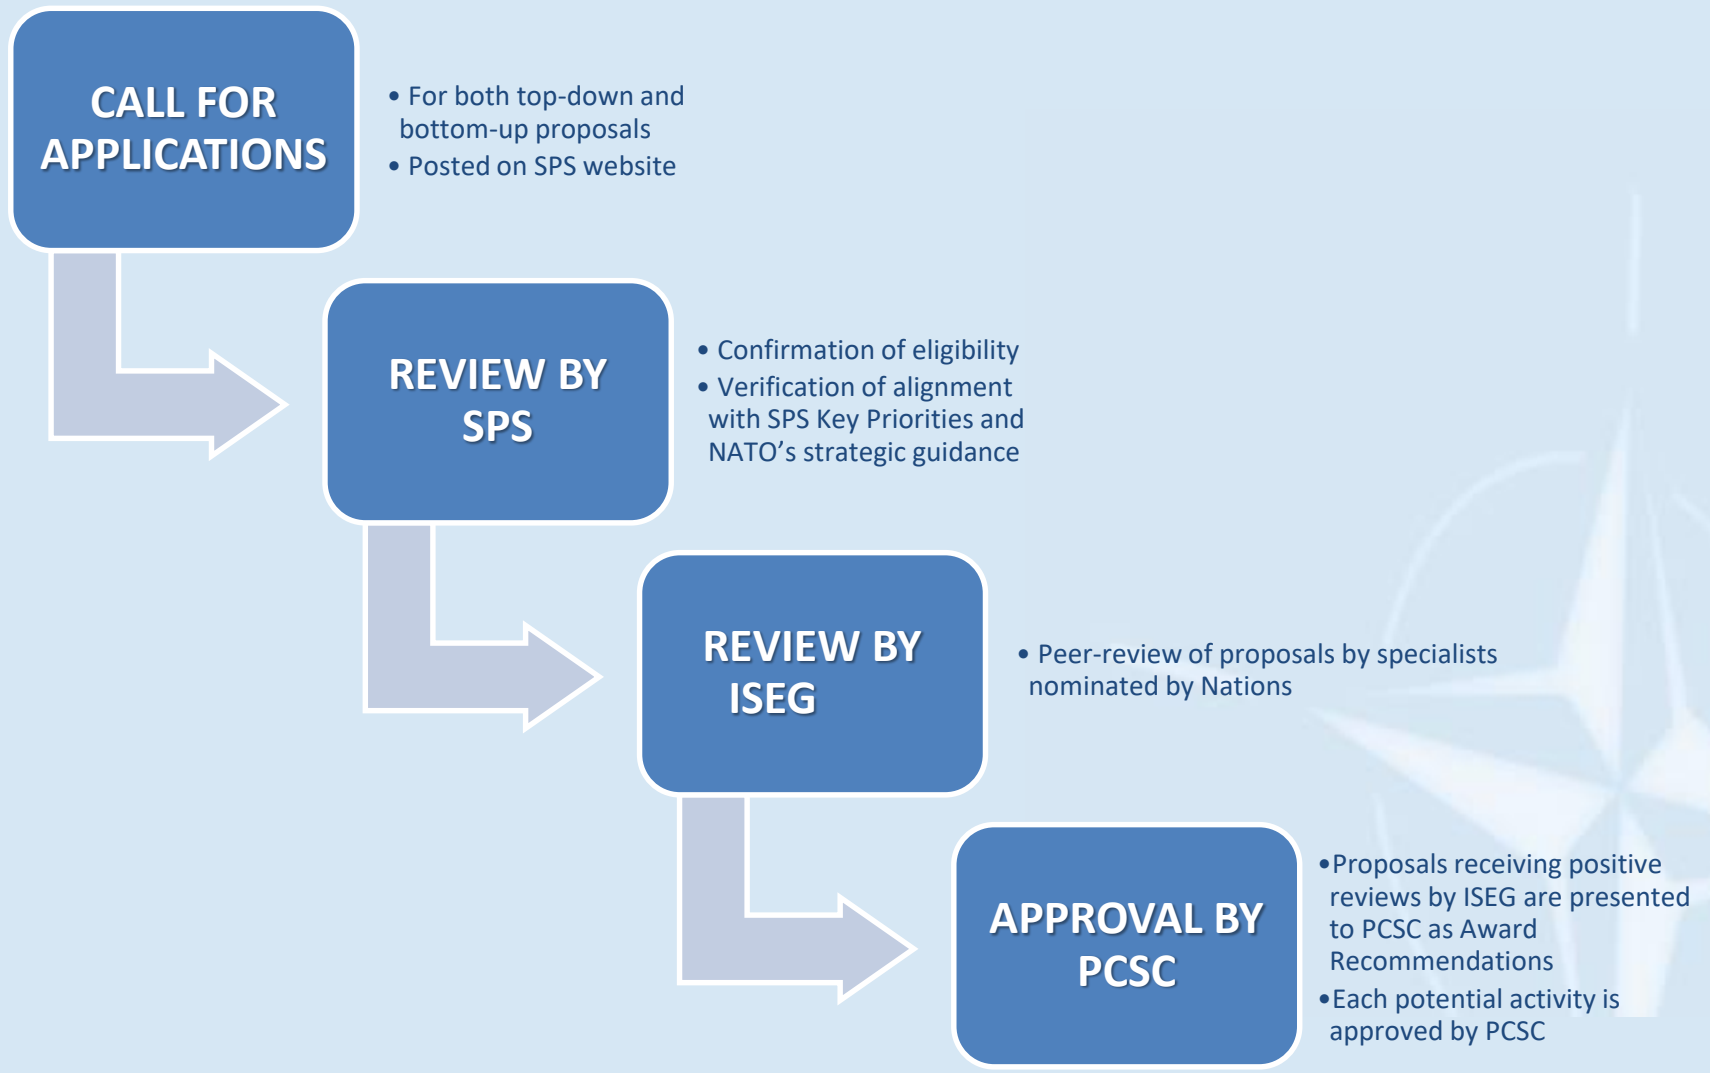 CALL FOR
APPLICATIONS
• For both top-down and
bottom-up proposals
• Posted on SPS website
REVIEW BY
SPS
• Confirmation of eligibility
• Verification of alignment
with SPS Key Priorities and
NATO’s strategic guidance
REVIEW BY
ISEG
• Peer-review of proposals by specialists
nominated by Nations
APPROVAL BY
PCSC
•Proposals receiving positive
reviews by ISEG are presented
to PCSC as Award
Recommendations
•Each potential activity is
approved by PCSC